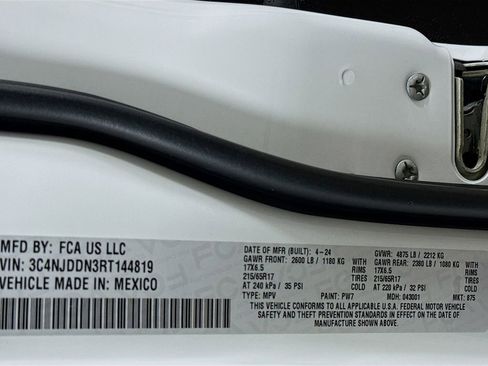 MFD BY: FCA US LLC
VIN: 3C4NJDDN3RT144819
VEHICLE MADE IN: MEXICO
DATE OF MFR (BUILT): 4-24
GAWR FRONT: 2600 LB / 1180 KG
17X6.5
215/65R17
AT 240 kPa / 35 PSI
TYPE: MPV
GVWR: 4875 LB / 2212 KG
GAWR REAR: 2380 LB / 1080 KG
RIMS 17X6.5
TIRES 215/65R17
AT 220 kPa / 32 PSI
PAINT: PW7 MDH: 043001 MKT: 875
THIS VEHICLE CONFORMS TO ALL APPLICABLE U.S.A. FEDERAL MOTOR VEHICLE
SAFETY AND THEFT PREVENTION STANDARDS IN EFFECT ON THE DATE OF
MANUFACTURE SHOWN ABOVE.